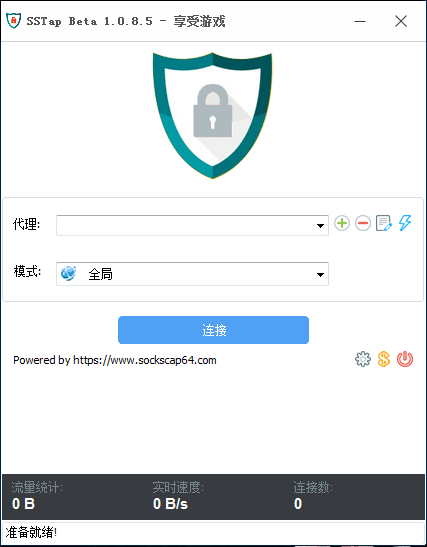 SSTap Beta 1.0.8.5 - 享受游戏
代理:
模式: 全局
连接
Powered by https://www.sockscap64.com
流量统计: 实时速度: 连接数:
0 B 0 B/s 0
准备就绪!